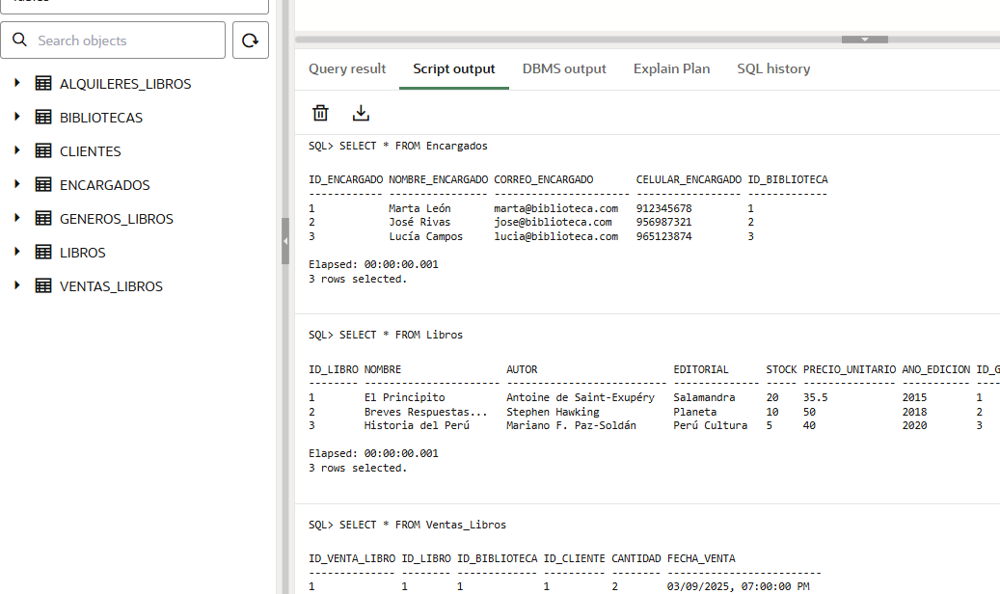 Search objects
ALQUILERES_LIBROS
BIBLIOTECAS
CLIENTES
ENCARGADOS
GENEROS_LIBROS
LIBROS
VENTAS_LIBROS
Query result Script output DBMS output Explain Plan SQL history
SQL> SELECT * FROM Encargados
ID_ENCARGADO NOMBRE_ENCARGADO CORREO_ENCARGADO CELULAR_ENCARGADO ID_BIBLIOTECA
------------ ---------------- ---------------------- ----------------- -------------
1 Marta León marta@biblioteca.com 912345678 1
2 José Rivas jose@biblioteca.com 956987321 2
3 Lucía Campos lucia@biblioteca.com 965123874 3
Elapsed: 00:00:00.001
3 rows selected.
SQL> SELECT * FROM Libros
ID_LIBRO NOMBRE AUTOR EDITORIAL STOCK PRECIO_UNITARIO ANO_EDICION ID_G
-------- ---------------------- ------------------------- -------------- ----- --------------- ----------- ----
1 El Principito Antoine de Saint-Exupéry Salamandra 20 35.5 2015 1
2 Breves Respuestas... Stephen Hawking Planeta 10 50 2018 2
3 Historia del Perú Mariano F. Paz-Soldán Perú Cultura 5 40 2020 3
Elapsed: 00:00:00.001
3 rows selected.
SQL> SELECT * FROM Ventas_Libros
ID_VENTA_LIBRO ID_LIBRO ID_BIBLIOTECA ID_CLIENTE CANTIDAD FECHA_VENTA
-------------- -------- ------------- ---------- -------- -------------------------
1 1 1 1 2 03/09/2025, 07:00:00 PM